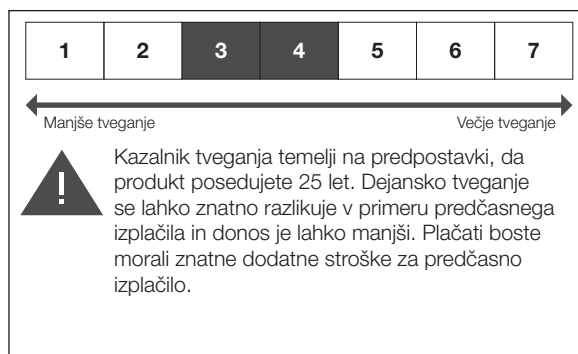 1 2 3 4 5 6 7
Manjše tveganje Večje tveganje
Kazalnik tveganja temelji na predpostavki, da
produkt posedujete 25 let. Dejansko tveganje
se lahko znatno razlikuje v primeru predčasnega
izplačila in donos je lahko manjši. Plačati boste
morali znatne dodatne stroške za predčasno
izplačilo.